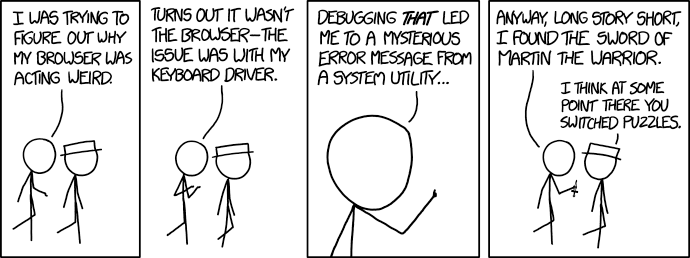 I WAS TRYING TO
FIGURE OUT WHY
MY BROWSER WAS
ACTING WEIRD.
TURNS OUT IT WASN'T
THE BROWSER—THE
ISSUE WAS WITH MY
KEYBOARD DRIVER.
DEBUGGING THAT LED
ME TO A MYSTERIOUS
ERROR MESSAGE FROM
A SYSTEM UTILITY...
ANYWAY, LONG STORY SHORT,
I FOUND THE SWORD OF
MARTIN THE WARRIOR.
I THINK AT SOME
POINT THERE YOU
SWITCHED PUZZLES.